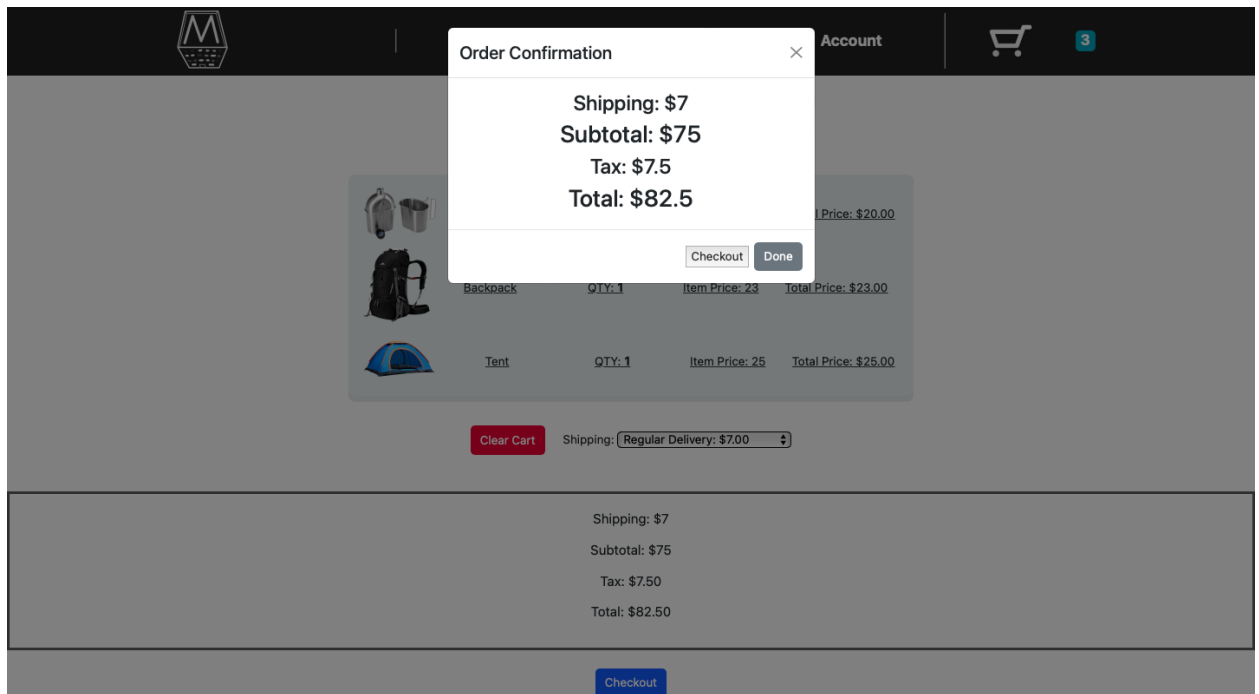 M
Account
3
Order Confirmation ×
Shipping: $7
Subtotal: $75
Tax: $7.5
Total: $82.5
Checkout Done
l Price: $20.00
Backpack QTY: 1 Item Price: 23 Total Price: $23.00
Tent QTY: 1 Item Price: 25 Total Price: $25.00
Clear Cart Shipping: Regular Delivery: $7.00
Shipping: $7
Subtotal: $75
Tax: $7.50
Total: $82.50
Checkout